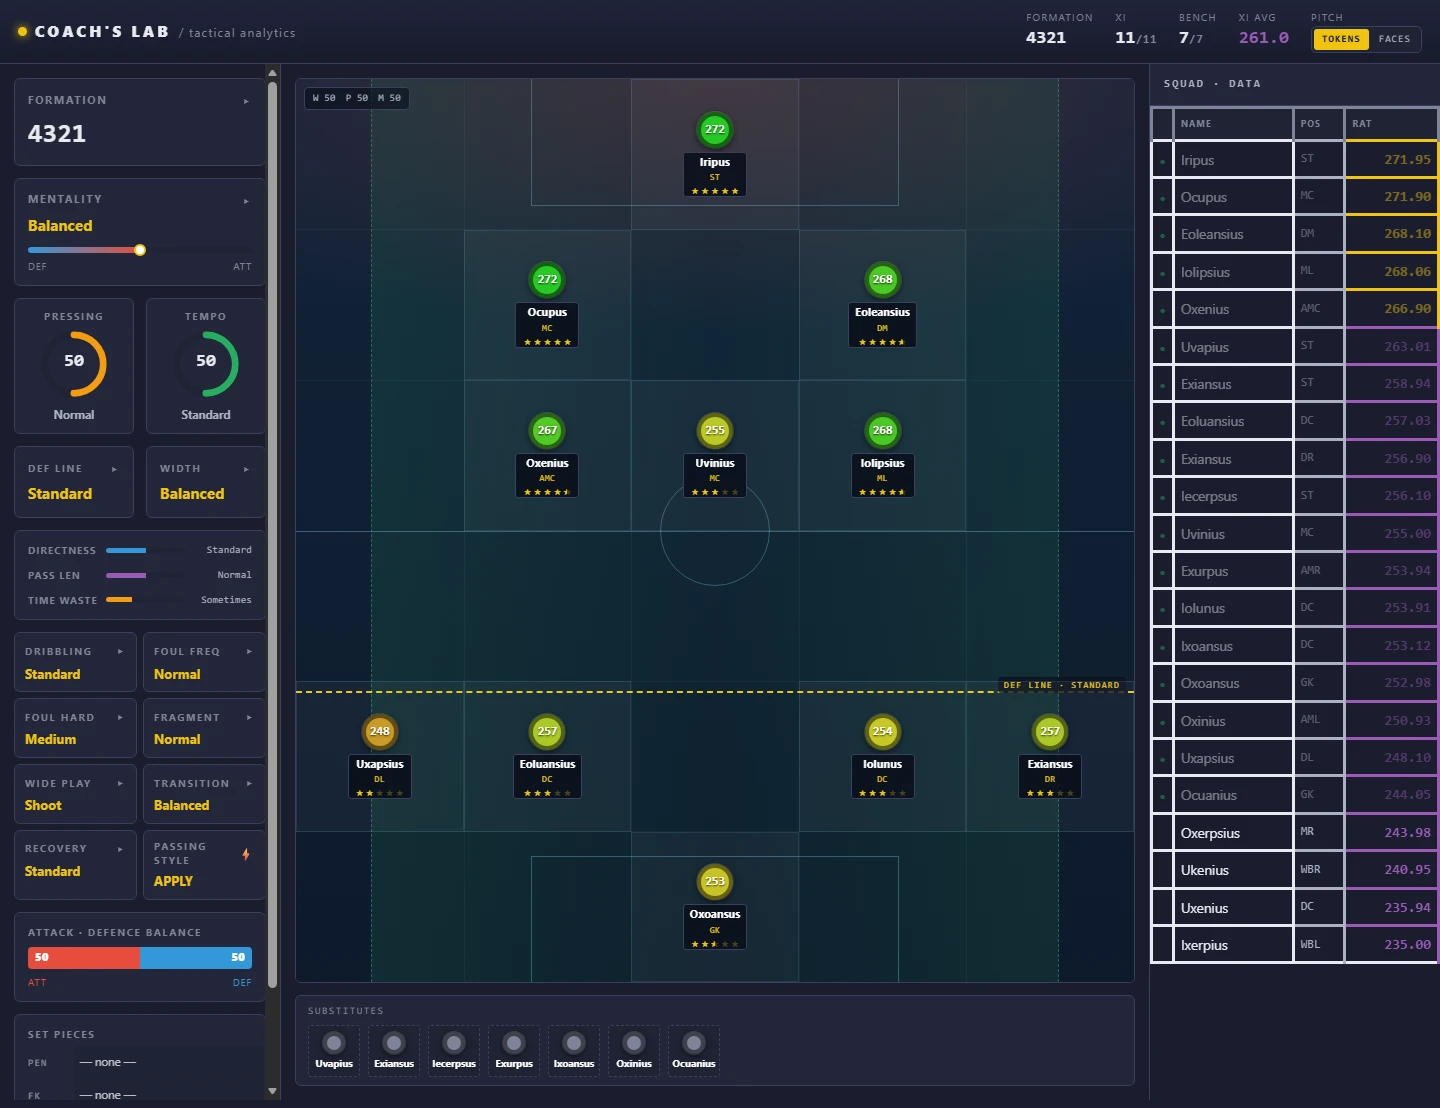 COACH'S LAB / tactical analytics
FORMATION
4321
XI
11/11
BENCH
7/7
XI AVG
261.0
PITCH
TOKENS FACES
FORMATION
4321
MENTALITY
Balanced
DEF ATT
PRESSING
50
Normal
TEMPO
50
Standard
DEF LINE
Standard
WIDTH
Balanced
DIRECTNESS Standard
PASS LEN Normal
TIME WASTE Sometimes
DRIBBLING
Standard
FOUL FREQ
Normal
FOUL HARD
Medium
FRAGMENT
Normal
WIDE PLAY
Shoot
TRANSITION
Balanced
RECOVERY
Standard
PASSING
STYLE
APPLY
ATTACK · DEFENCE BALANCE
50 50
ATT DEF
SET PIECES
PEN — none —
FK — none —
W 50 P 50 M 50
272
Iripus
ST
272
Ocupus
MC
268
Eoleansius
DM
267
Oxenius
AMC
255
Uvinius
MC
268
Iolipsius
ML
DEF LINE · STANDARD
248
Uxapsius
DL
257
Eoluansius
DC
254
Iolunus
DC
257
Exiansus
DR
253
Oxoansus
GK
SUBSTITUTES
Uvapius Exiansus Iecerpsus Exurpus Ixoansus Oxinius Ocuanius
SQUAD · DATA
NAME POS RAT
Iripus ST 271.95
Ocupus MC 271.90
Eoleansius DM 268.10
Iolipsius ML 268.06
Oxenius AMC 266.90
Uvapius ST 263.01
Exiansus ST 258.94
Eoluansius DC 257.03
Exiansus DR 256.90
Iecerpsus ST 256.10
Uvinius MC 255.00
Exurpus AMR 253.94
Iolunus DC 253.91
Ixoansus DC 253.12
Oxoansus GK 252.98
Oxinius AML 250.93
Uxapsius DL 248.10
Ocuanius GK 244.05
Oxerpsius MR 243.98
Ukenius WBR 240.95
Uxenius DC 235.94
Ixerpius WBL 235.00